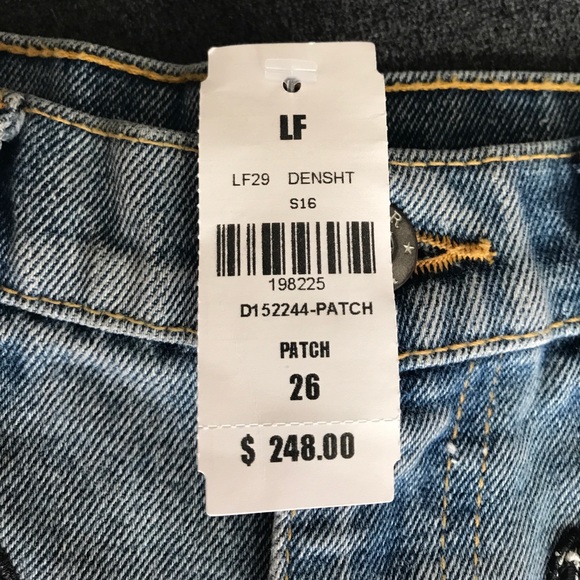 LF
LF29 DENSHT
S16
198225
D152244-PATCH
PATCH
26
$ 248.00
R